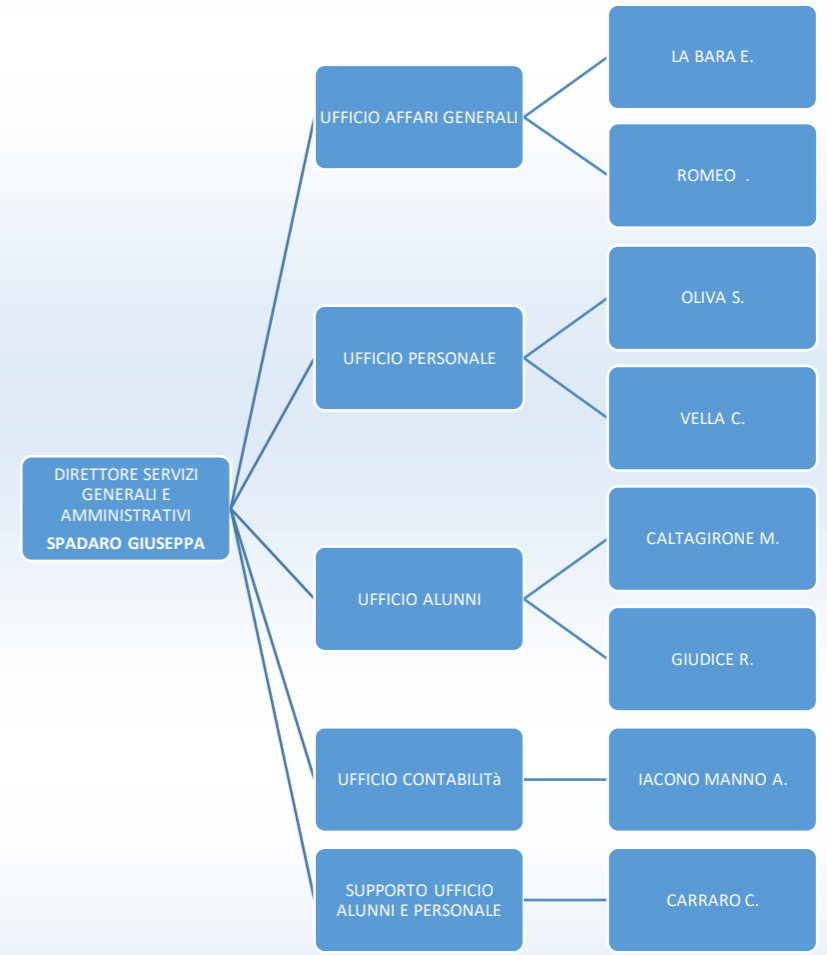 DIRETTORE SERVIZI
GENERALI E
AMMINISTRATIVI
SPADARO GIUSEPPA
UFFICIO AFFARI GENERALI
LA BARA E.
ROMEO .
UFFICIO PERSONALE
OLIVA S.
VELLA C.
UFFICIO ALUNNI
CALTAGIRONE M.
GIUDICE R.
UFFICIO CONTABILITà
IACONO MANNO A.
SUPPORTO UFFICIO
ALUNNI E PERSONALE
CARRARO C.